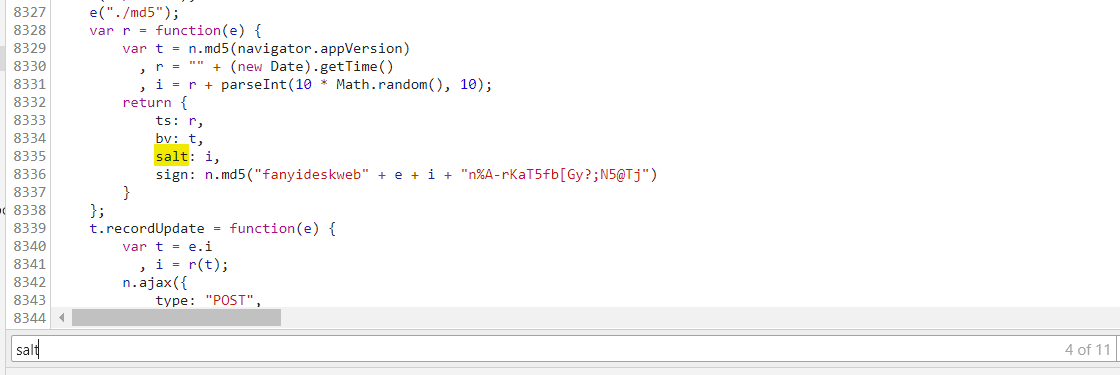 8327 e("./md5");
8328 var r = function(e) {
8329 var t = n.md5(navigator.appVersion)
8330 , r = "" + (new Date).getTime()
8331 , i = r + parseInt(10 * Math.random(), 10);
8332 return {
8333 ts: r,
8334 bv: t,
8335 salt: i,
8336 sign: n.md5("fanyideskweb" + e + i + "n%A-rKaT5fb[Gy?;N5@Tj")
8337 }
8338 };
8339 t.recordUpdate = function(e) {
8340 var t = e.i
8341 , i = r(t);
8342 n.ajax({
8343 type: "POST",
8344
salt 4 of 11